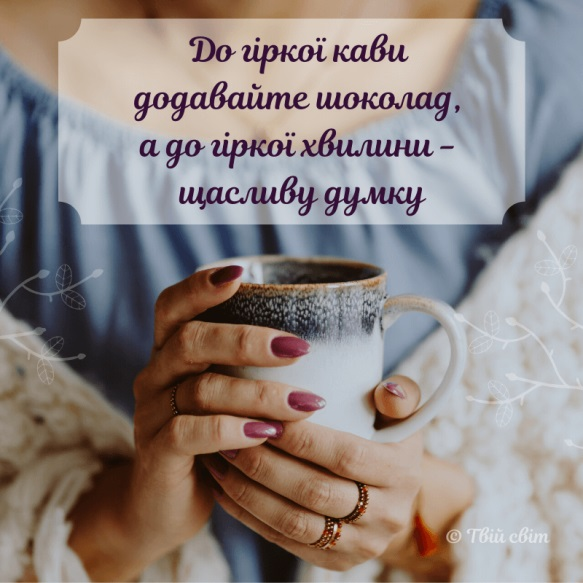 До гіркої кави
додавайте шоколад,
а до гіркої хвилини –
щасливу думку
© Твій світ